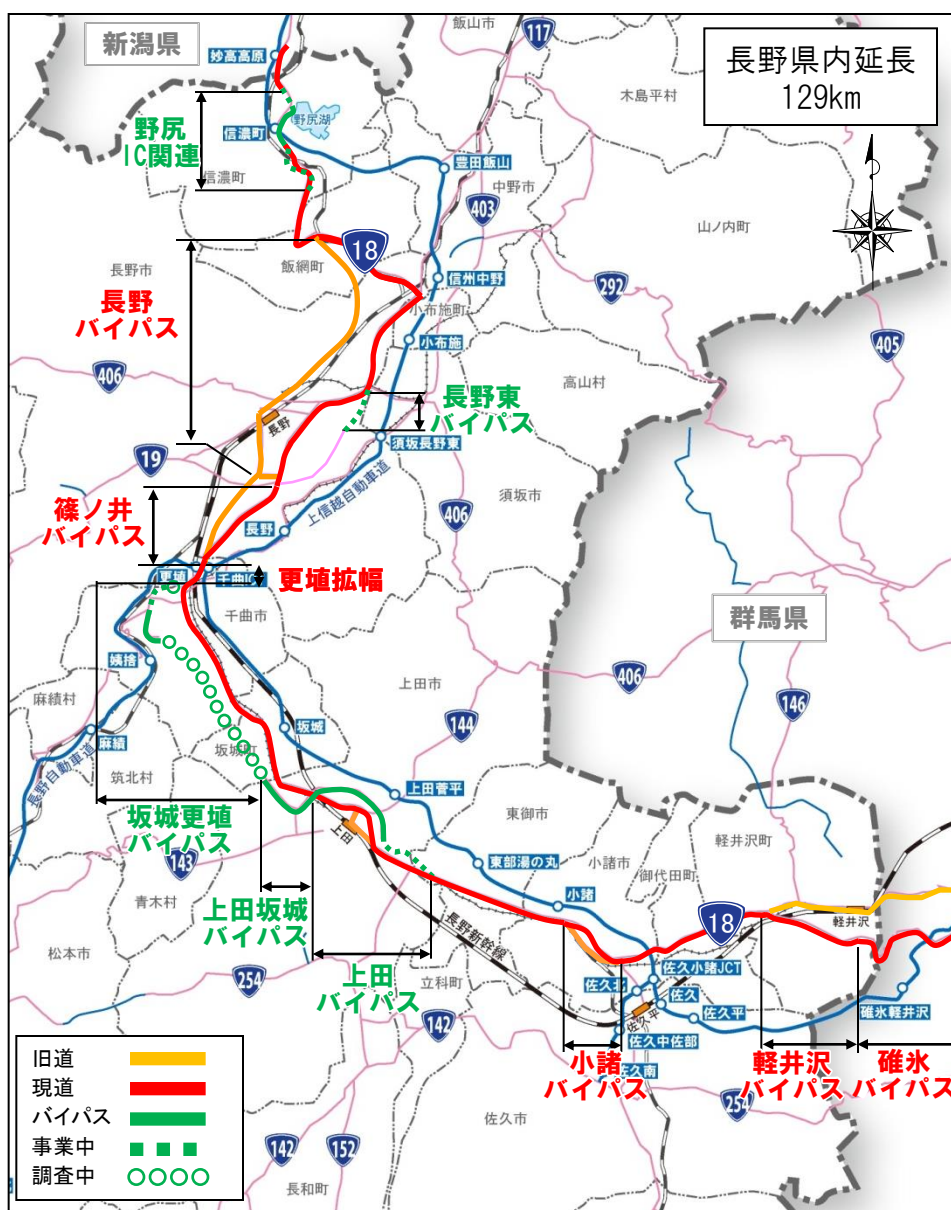 新潟県
妙高高原
飯山市
117
長野県内延長
129km
木島平村
野尻
IC関連
信濃町
野尻湖
信濃町
豊田飯山
中野市
403
山ノ内町
18
飯綱町
長野市
信州中野
292
長野
バイパス
小布施町
小布施
405
406
高山村
長野東
バイパス
長野
須坂長野東
19
上信越自動車道
須坂市
406
篠ノ井
バイパス
長野
更埴
千曲IC
更埴拡幅
千曲市
群馬県
姨捨
麻績村
上田市
406
146
144
坂城
坂城町
麻績
長野自動車道
筑北村
上田菅平
坂城更埴
バイパス
上田
東御市
軽井沢町
143
東部湯の丸
小諸市
御代田町
青木村
小諸
上田坂城
バイパス
長野新幹線
18
軽井沢
松本市
254
上田
バイパス
立科町
佐久小諸JCT
佐久北
佐久
佐久平
佐久平
碓氷軽井沢
142
佐久中佐都
佐久南
小諸
バイパス
軽井沢
バイパス
碓氷
バイパス
254
旧道
現道
バイパス
事業中
調査中
佐久市
142
152
長和町